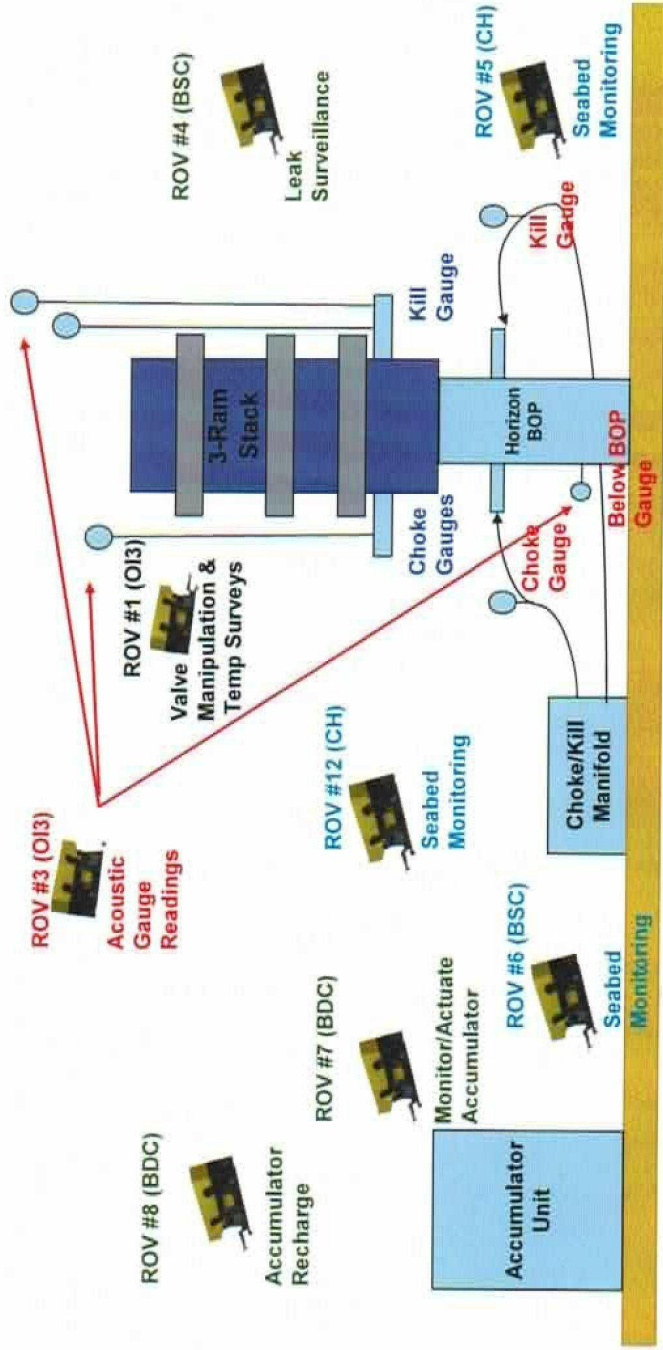 ROV #8 (BDC)
Accumulator
Recharge
ROV #7 (BDC)
Monitor/Actuate
Accumulator
Accumulator
Unit
ROV #6 (BSC)
Seabed
Monitoring
ROV #3 (OI3)
Acoustic
Gauge
Readings
ROV #12 (CH)
Seabed
Monitoring
Choke/Kill
Manifold
ROV #1 (OI3)
Valve
Manipulation &
Temp Surveys
3-Ram
Stack
Choke
Gauges
Kill
Gauge
Horizon
BOP
Choke
Gauge
Below BOP
Gauge
Kill
Gauge
ROV #4 (BSC)
Leak
Surveillance
ROV #5 (CH)
Seabed
Monitoring